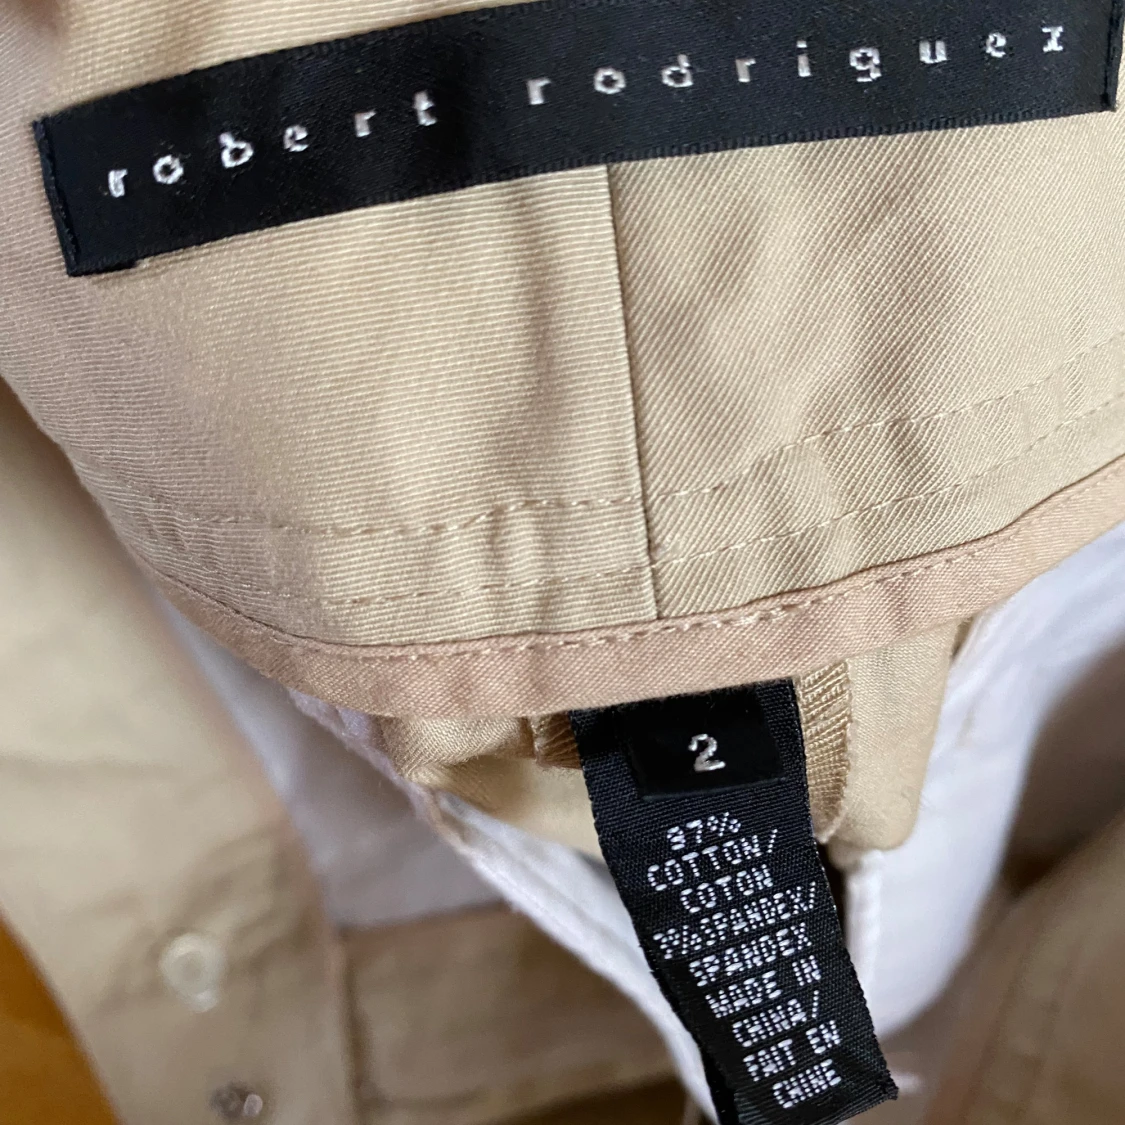 robert rodriguez
2
97%
COTTON/
COTON
3%SPANDEX/
SPANDEX
MADE IN
CHINA/
FAIT EN
CHINE